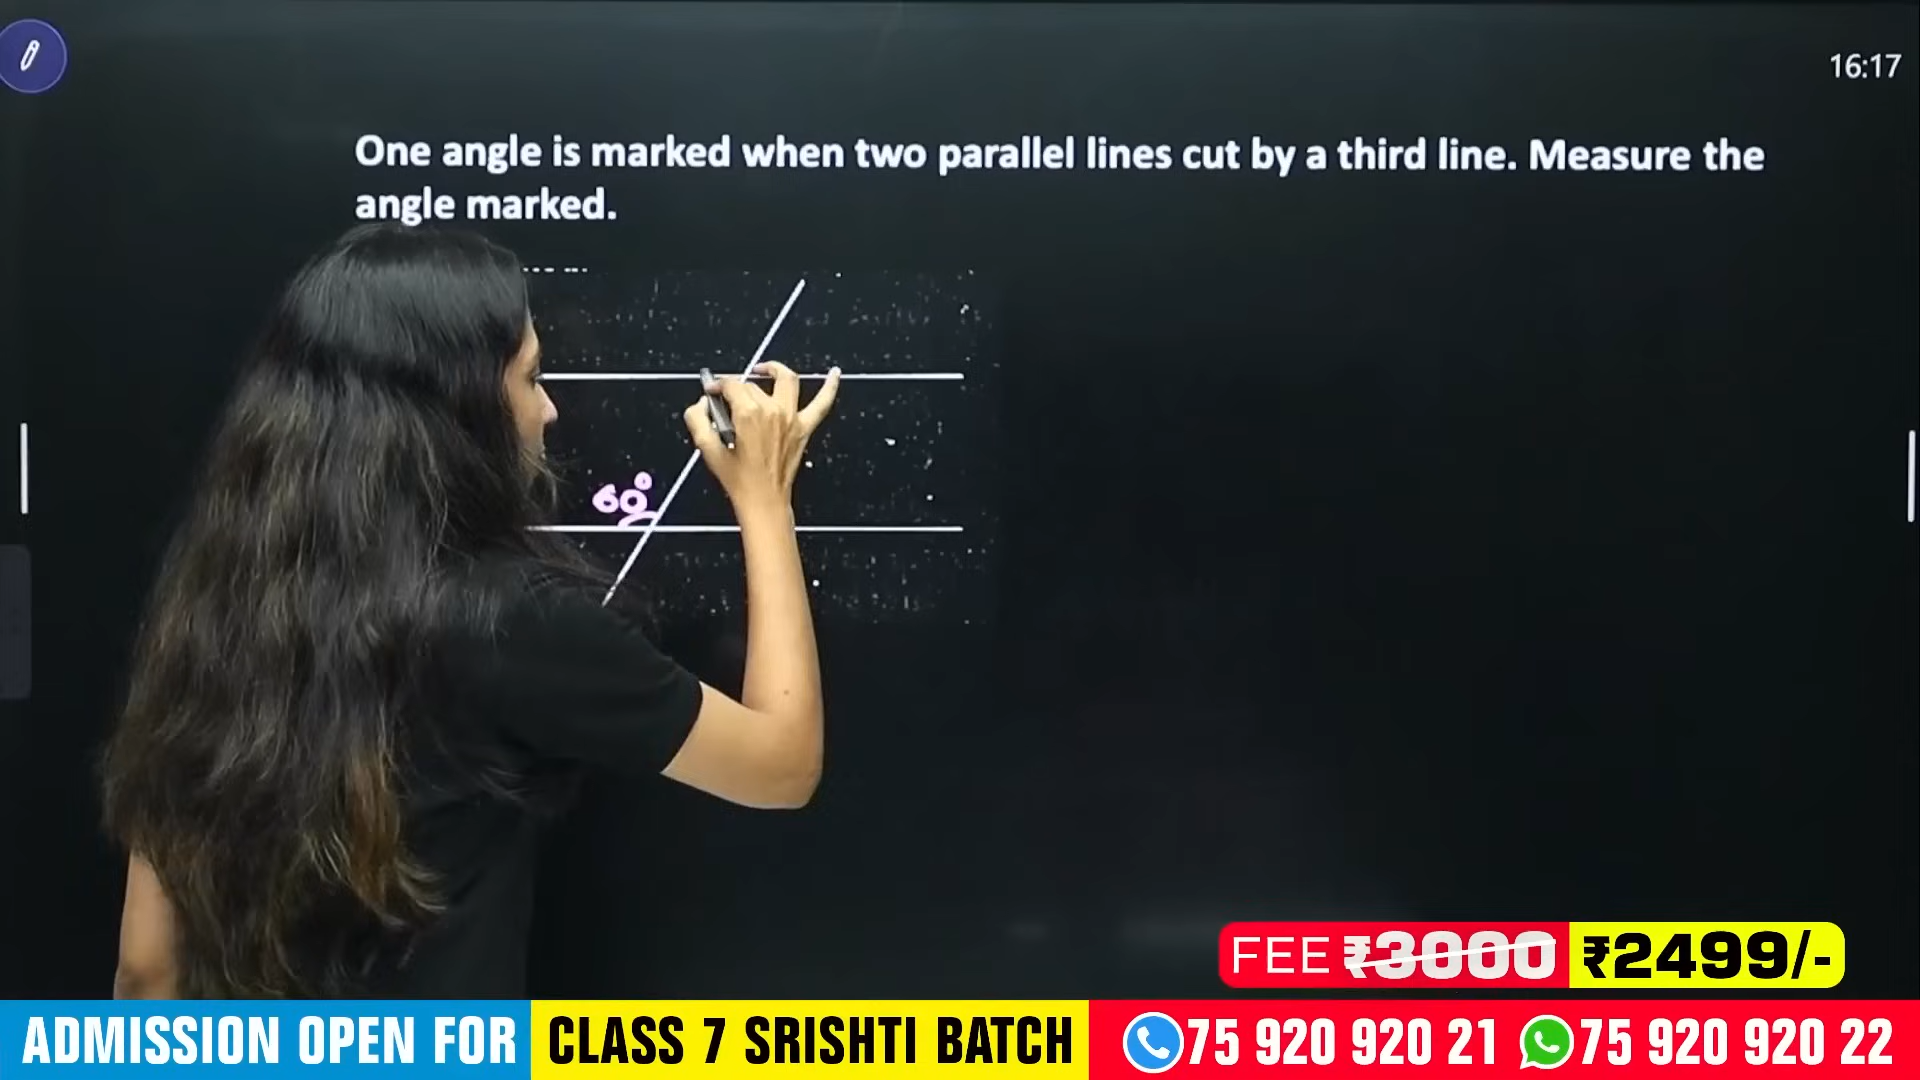 16:17
One angle is marked when two parallel lines cut by a third line. Measure the
angle marked.
60°
FEE ₹3000 ₹2499/-
ADMISSION OPEN FOR CLASS 7 SRISHTI BATCH 75 920 920 21 75 920 920 22